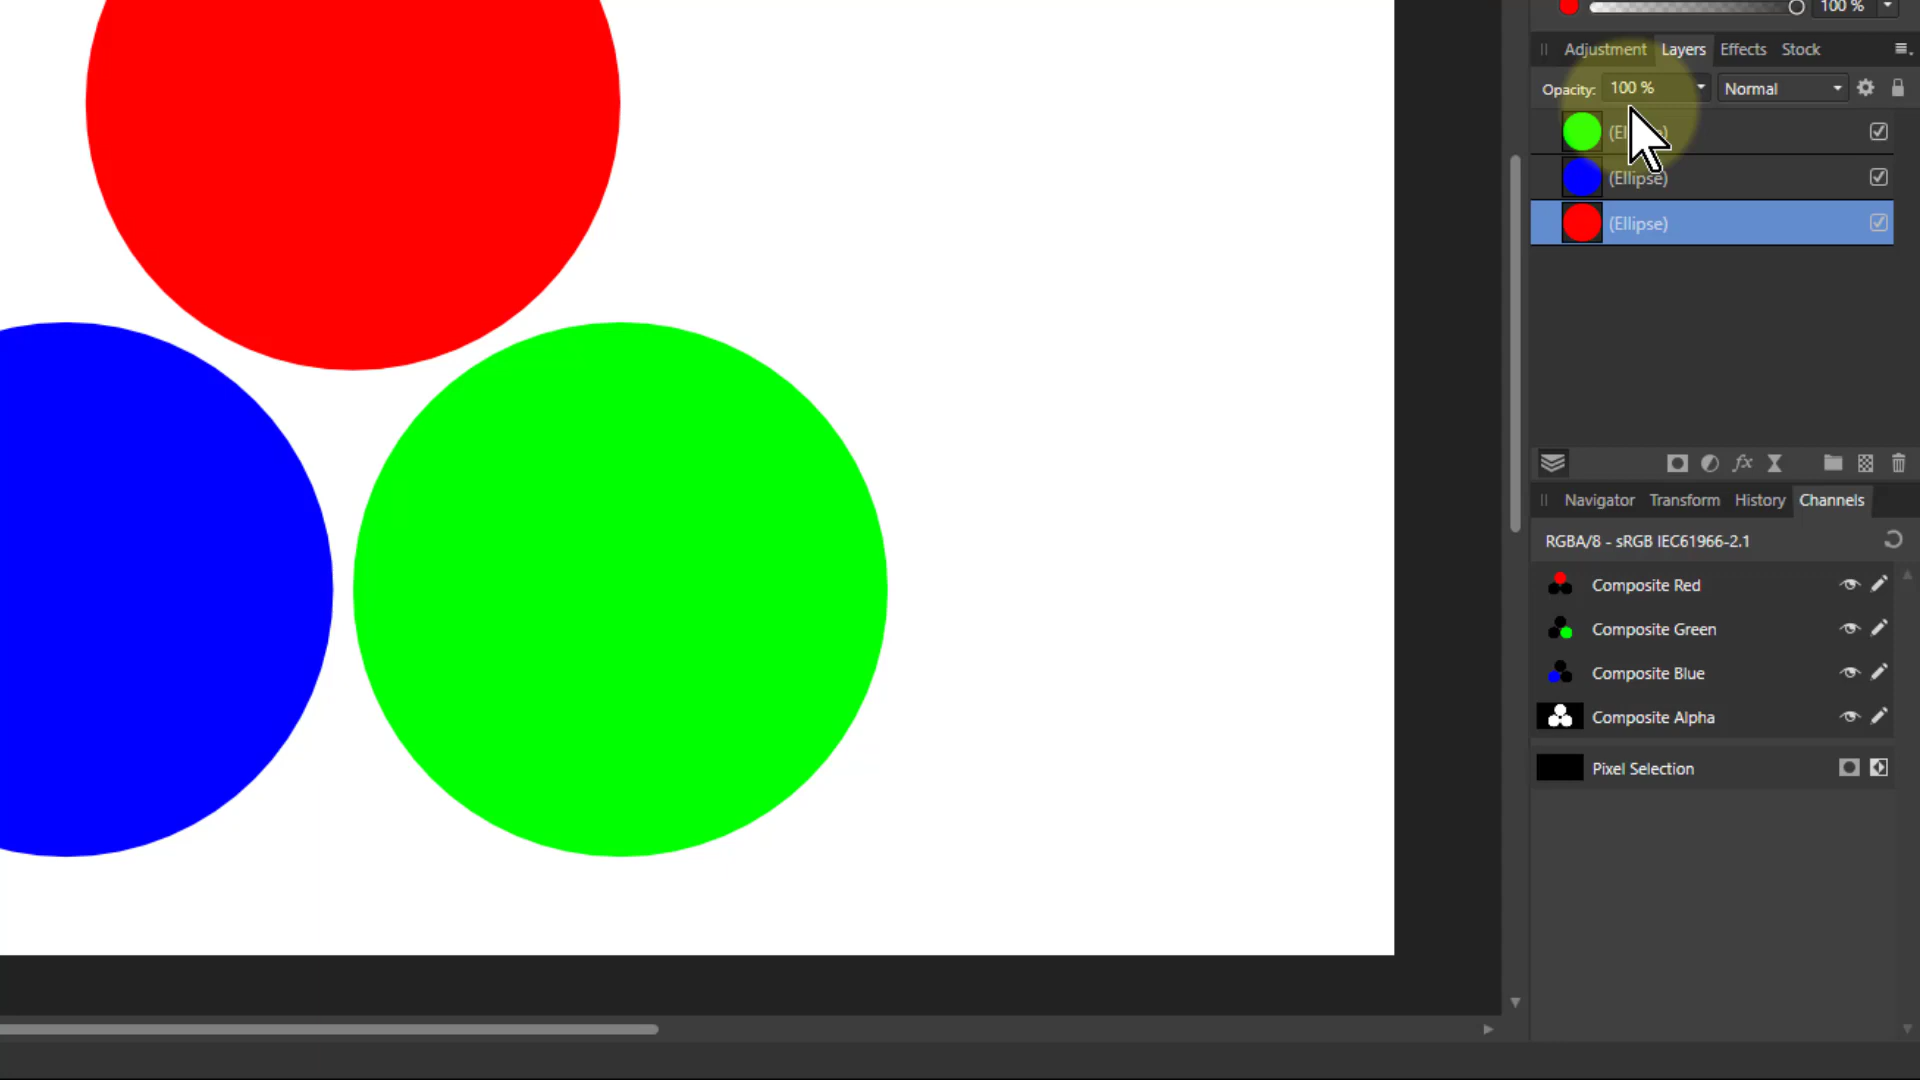 100 %
Adjustment Layers Effects Stock
Opacity: 100 % Normal
(Ellipse)
(Ellipse)
Navigator Transform History Channels
RGBA/8 - sRGB IEC61966-2.1
Composite Red
Composite Green
Composite Blue
Composite Alpha
Pixel Selection